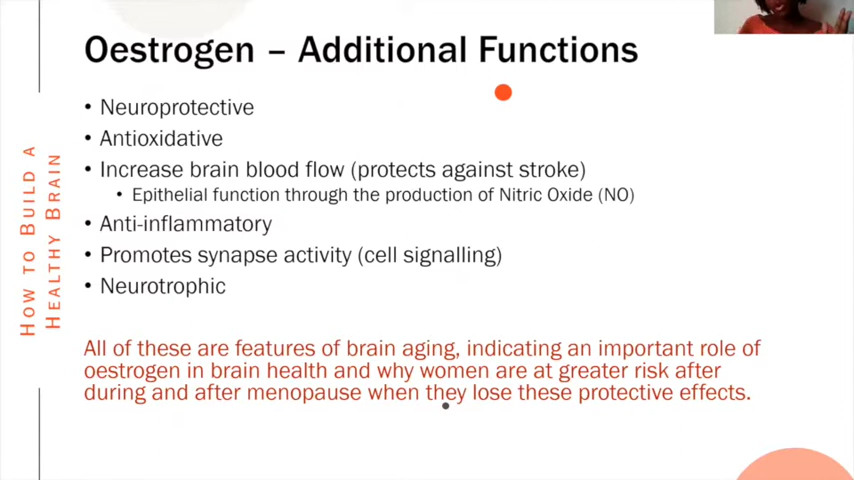 Oestrogen – Additional Functions
• Neuroprotective
• Antioxidative
• Increase brain blood flow (protects against stroke)
• Epithelial function through the production of Nitric Oxide (NO)
• Anti-inflammatory
• Promotes synapse activity (cell signalling)
• Neurotrophic
All of these are features of brain aging, indicating an important role of
oestrogen in brain health and why women are at greater risk after
during and after menopause when they lose these protective effects.
How to Build a
Healthy Brain